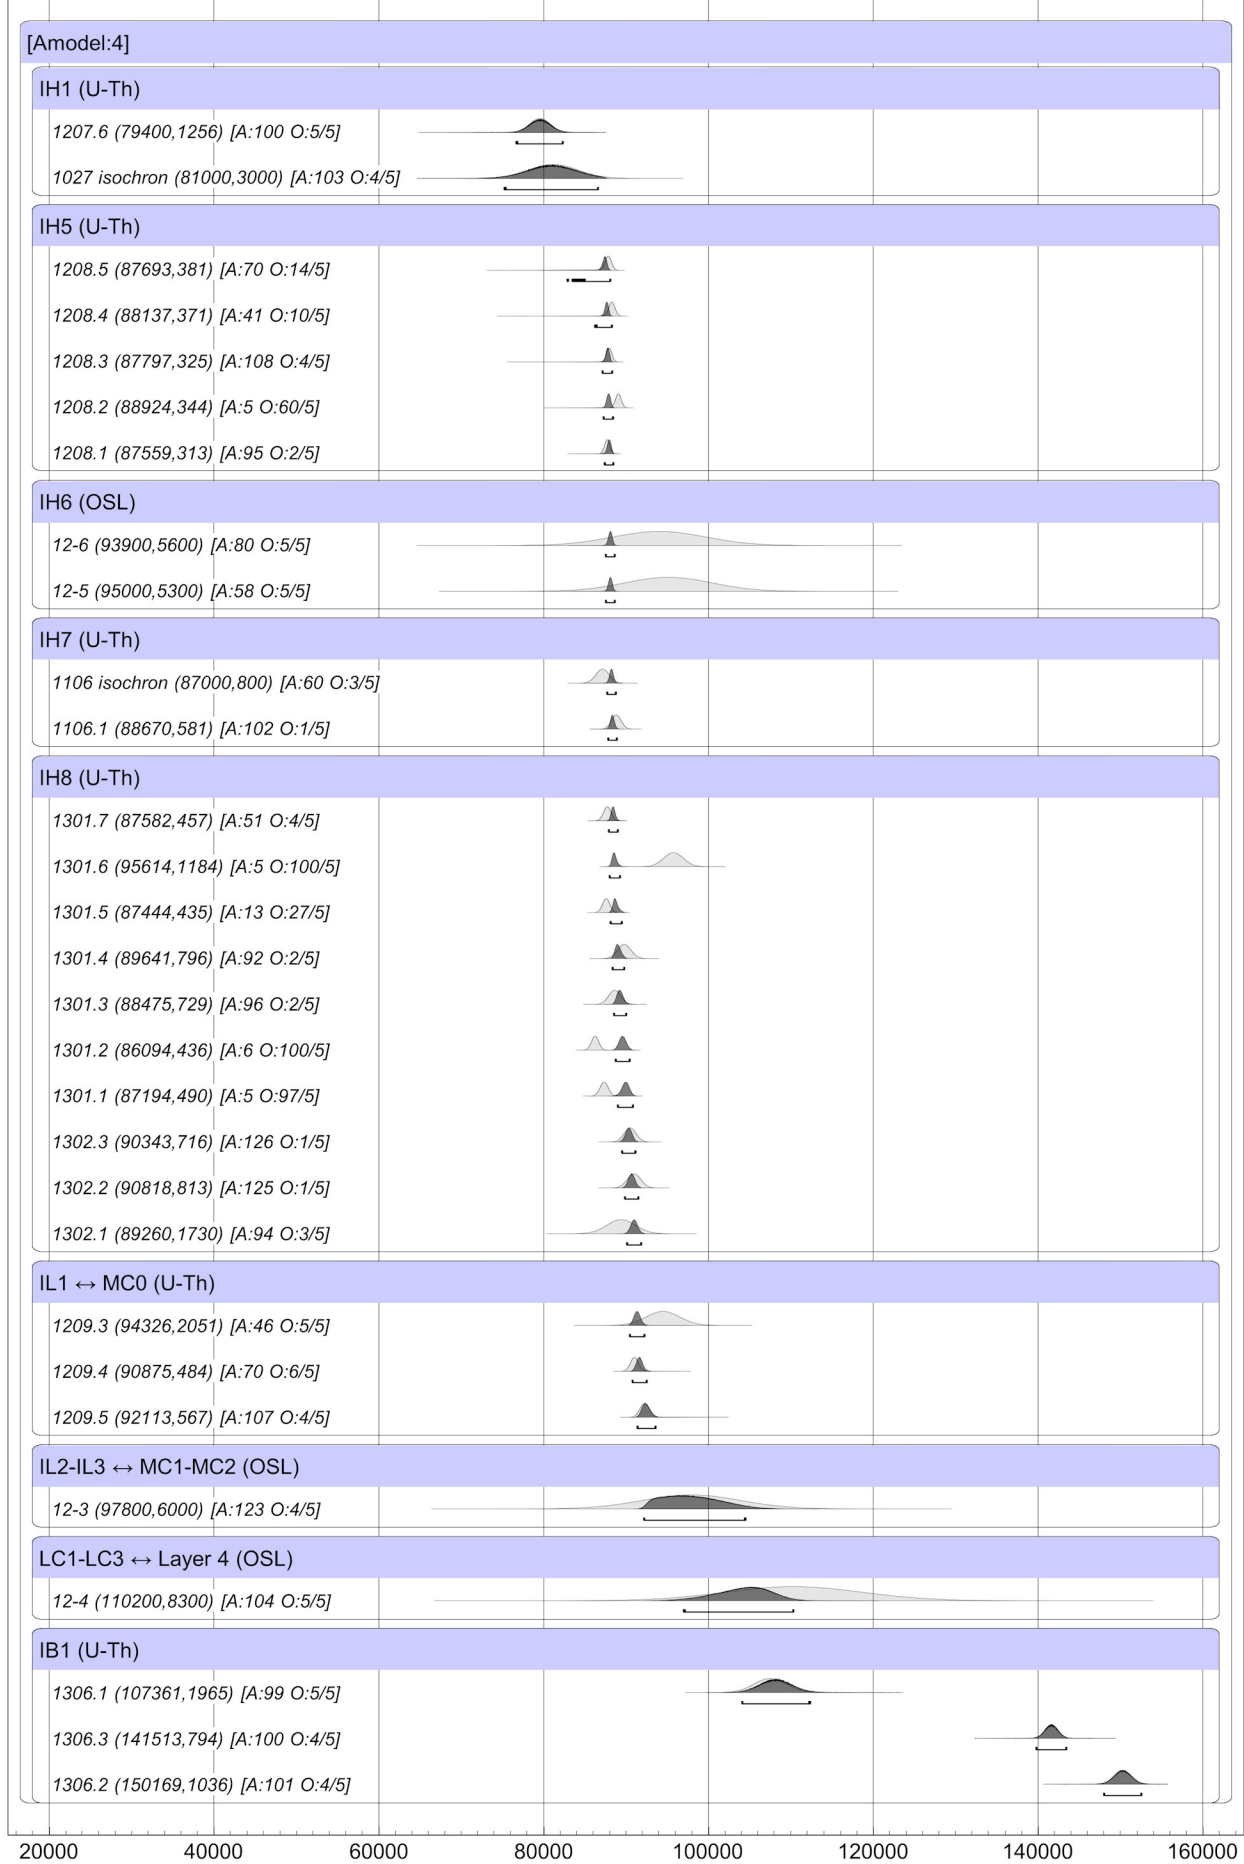 [Amodel:4]
IH1 (U-Th)
1207.6 (79400,1256) [A:100 O:5/5]
1027 isochron (81000,3000) [A:103 O:4/5]
IH5 (U-Th)
1208.5 (87693,381) [A:70 O:14/5]
1208.4 (88137,371) [A:41 O:10/5]
1208.3 (87797,325) [A:108 O:4/5]
1208.2 (88924,344) [A:5 O:60/5]
1208.1 (87559,313) [A:95 O:2/5]
IH6 (OSL)
12-6 (93900,5600) [A:80 O:5/5]
12-5 (95000,5300) [A:58 O:5/5]
IH7 (U-Th)
1106 isochron (87000,800) [A:60 O:3/5]
1106.1 (88670,581) [A:102 O:1/5]
IH8 (U-Th)
1301.7 (87582,457) [A:51 O:4/5]
1301.6 (95614,1184) [A:5 O:100/5]
1301.5 (87444,435) [A:13 O:27/5]
1301.4 (89641,796) [A:92 O:2/5]
1301.3 (88475,729) [A:96 O:2/5]
1301.2 (86094,436) [A:6 O:100/5]
1301.1 (87194,490) [A:5 O:97/5]
1302.3 (90343,716) [A:126 O:1/5]
1302.2 (90818,813) [A:125 O:1/5]
1302.1 (89260,1730) [A:94 O:3/5]
IL1 ↔ MC0 (U-Th)
1209.3 (94326,2051) [A:46 O:5/5]
1209.4 (90875,484) [A:70 O:6/5]
1209.5 (92113,567) [A:107 O:4/5]
IL2-IL3 ↔ MC1-MC2 (OSL)
12-3 (97800,6000) [A:123 O:4/5]
LC1-LC3 ↔ Layer 4 (OSL)
12-4 (110200,8300) [A:104 O:5/5]
IB1 (U-Th)
1306.1 (107361,1965) [A:99 O:5/5]
1306.3 (141513,794) [A:100 O:4/5]
1306.2 (150169,1036) [A:101 O:4/5]
20000 40000 60000 80000 100000 120000 140000 160000